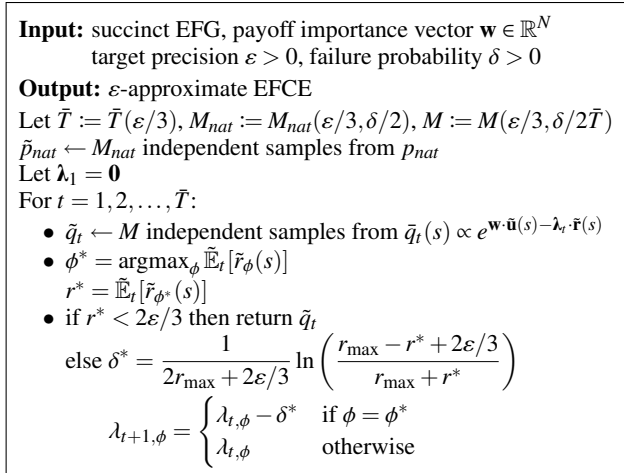 Input: succinct EFG, payoff importance vector w ∈ ℝ^N
target precision ε > 0, failure probability δ > 0
Output: ε-approximate EFCE
Let T̄ := T̄(ε/3), M_nat := M_nat(ε/3, δ/2), M := M(ε/3, δ/2T̄)
p̃_nat ← M_nat independent samples from p_nat
Let λ_1 = 0
For t = 1, 2, ..., T̄:
• q̃_t ← M independent samples from q̄_t(s) ∝ e^{w·ũ(s)−λ_t·r̃(s)}
• ϕ* = argmax_ϕ Ẽ_t[r̃_ϕ(s)]
r* = Ẽ_t[r̃_ϕ*(s)]
• if r* < 2ε/3 then return q̃_t
else δ* = 1/(2r_max + 2ε/3) ln((r_max − r* + 2ε/3)/(r_max + r*))
λ_{t+1,ϕ} = { λ_{t,ϕ} − δ* if ϕ = ϕ*
λ_{t,ϕ} otherwise